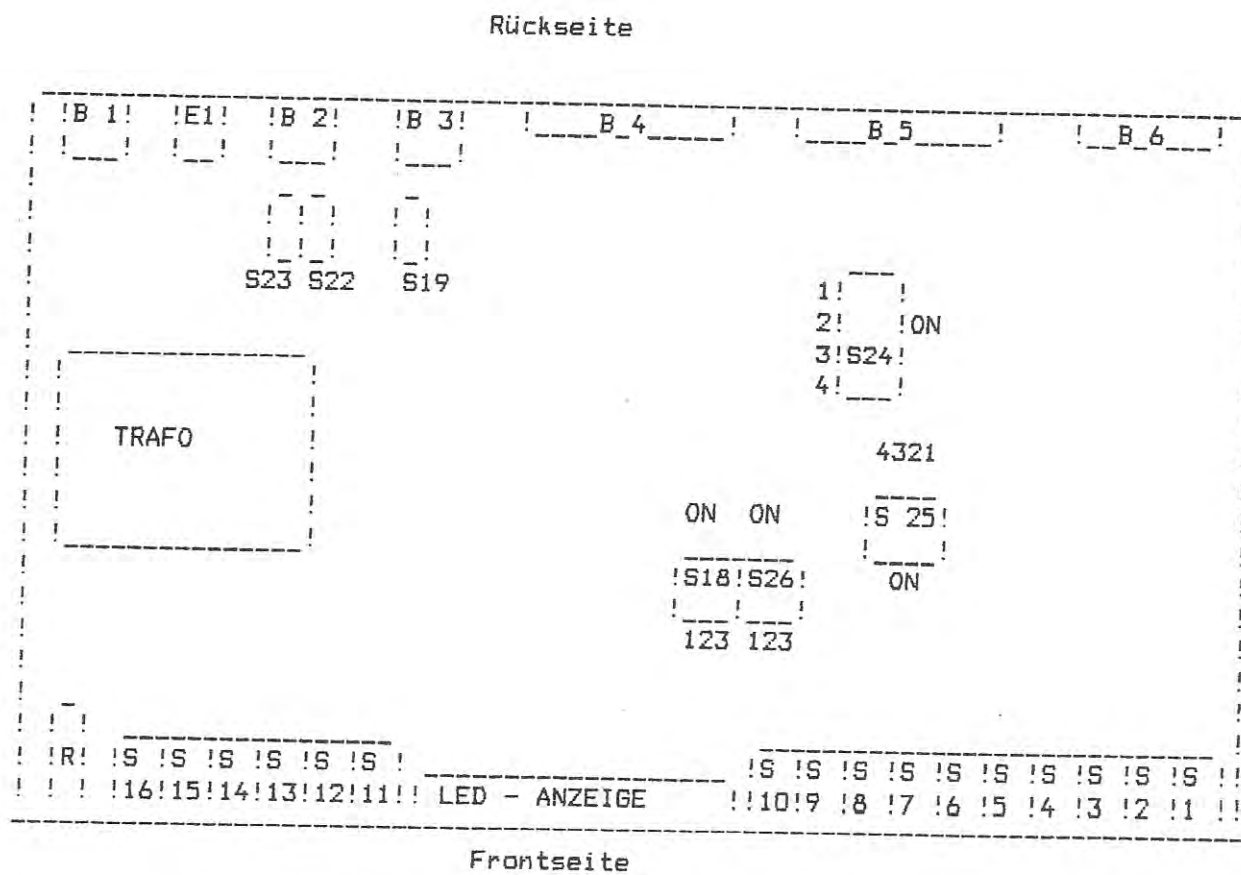 Rückseite
B 1 E1 B 2 B 3 B_4 B_5 B_6
S23 S22 S19
1
2 ON
3 S24
4
TRAFO
4321
ON ON S 25
S18 S26 ON
123 123
R S S S S S S S S S S S S S S S S
16 15 14 13 12 11 LED - ANZEIGE 10 9 8 7 6 5 4 3 2 1
Frontseite